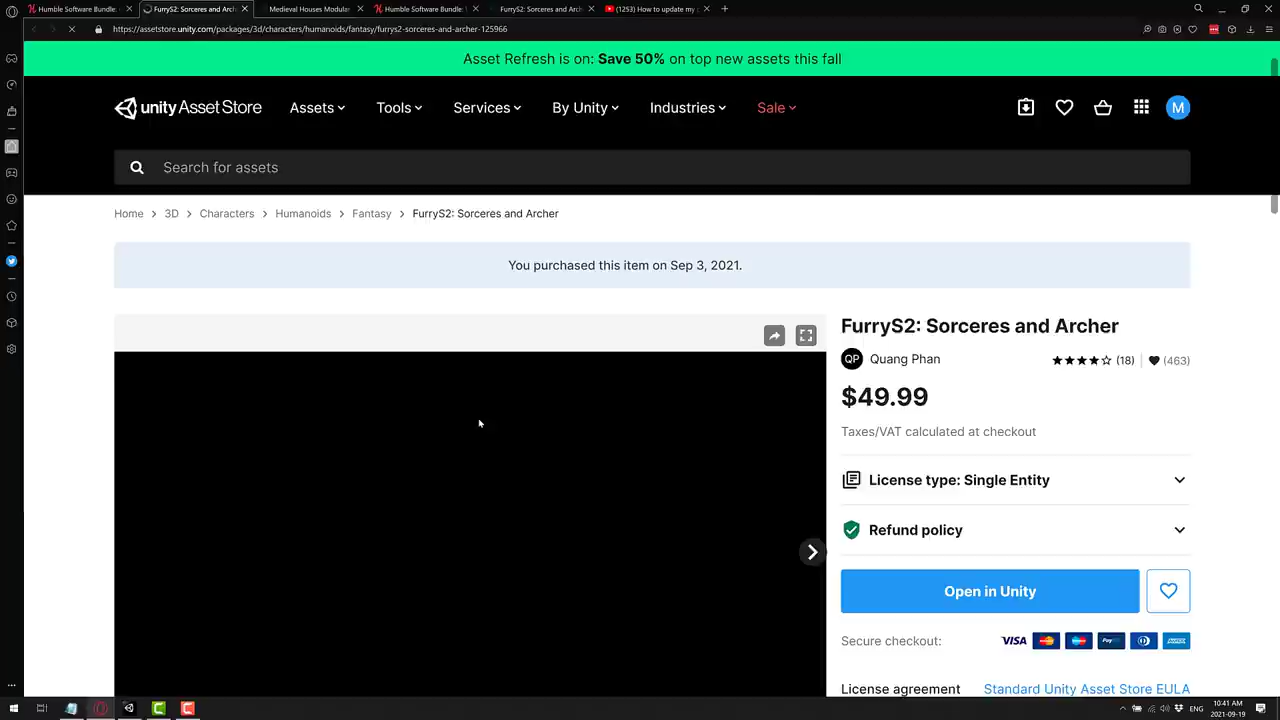 Humble Software Bundle:
FurryS2: Sorceres and Arc
Medieval Houses Modular
Humble Software Bundle:
FurryS2: Sorceres and Arc
(1253) How to update my
https://assetstore.unity.com/packages/3d/characters/humanoids/fantasy/furrys2-sorceres-and-archer-125966
Asset Refresh is on: Save 50% on top new assets this fall
unity Asset Store
Assets
Tools
Services
By Unity
Industries
Sale
M
Search for assets
Home > 3D > Characters > Humanoids > Fantasy > FurryS2: Sorceres and Archer
You purchased this item on Sep 3, 2021.
FurryS2: Sorceres and Archer
QP Quang Phan
(18) (463)
$49.99
Taxes/VAT calculated at checkout
License type: Single Entity
Refund policy
Open in Unity
Secure checkout:
VISA
License agreement
Standard Unity Asset Store EULA
ENG
10:41 AM
2021-09-19